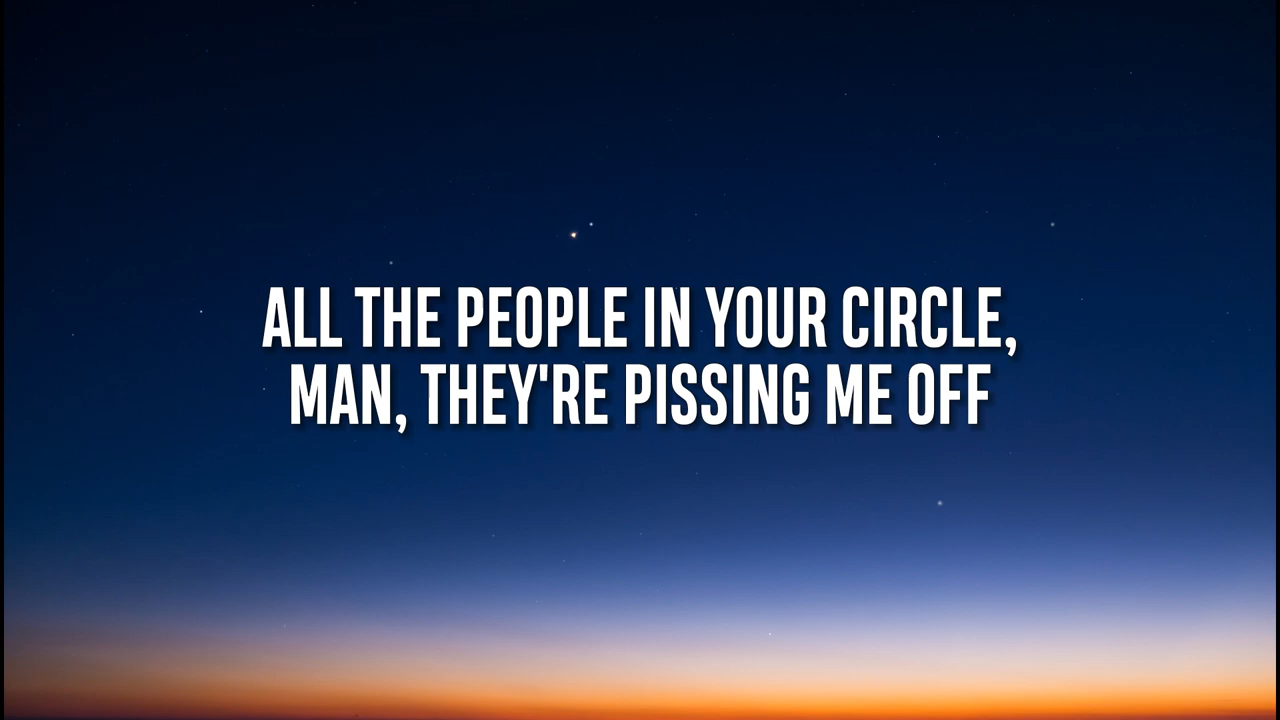 ALL THE PEOPLE IN YOUR CIRCLE,
MAN, THEY'RE PISSING ME OFF